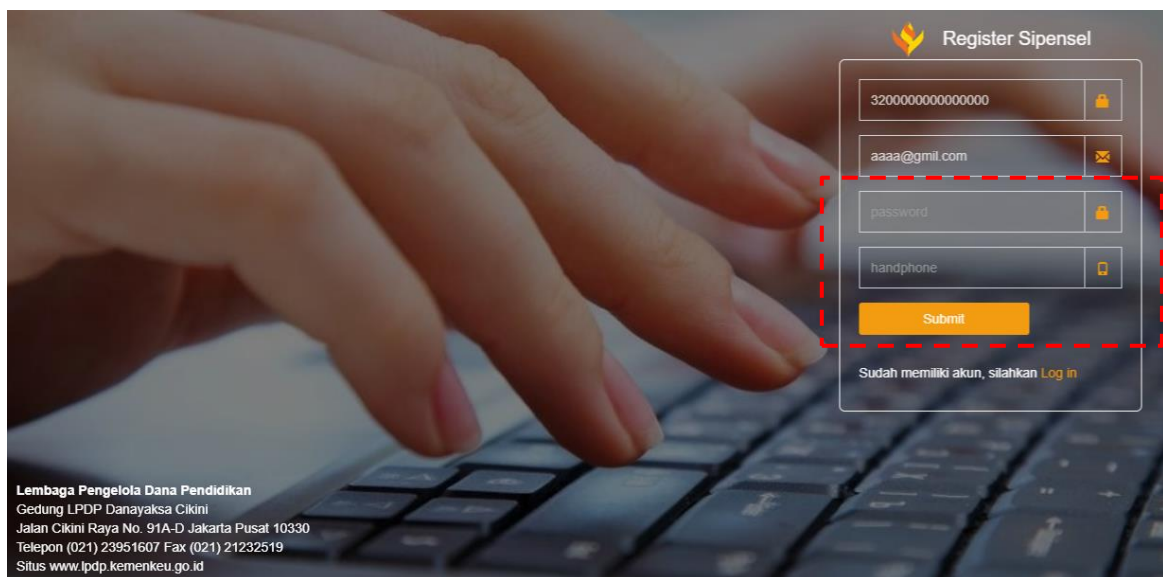 Register Sipensel
3200000000000000
aaaa@gmil.com
password
handphone
Submit
Sudah memiliki akun, silahkan Log in
Lembaga Pengelola Dana Pendidikan
Gedung LPDP Danayaksa Cikini
Jalan Cikini Raya No. 91A-D Jakarta Pusat 10330
Telepon (021) 23951607 Fax (021) 21232519
Situs www.lpdp.kemenkeu.go.id